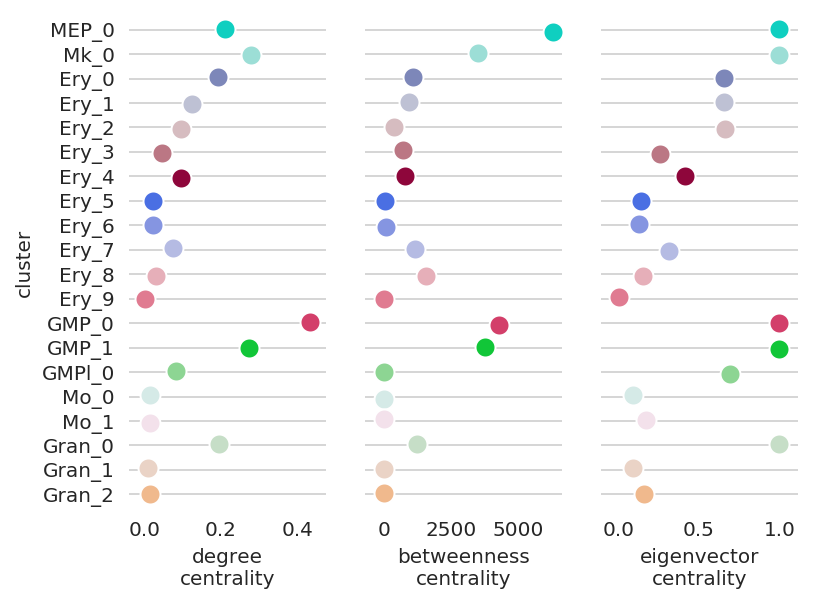 cluster
MEP_0
Mk_0
Ery_0
Ery_1
Ery_2
Ery_3
Ery_4
Ery_5
Ery_6
Ery_7
Ery_8
Ery_9
GMP_0
GMP_1
GMPl_0
Mo_0
Mo_1
Gran_0
Gran_1
Gran_2
0.0 0.2 0.4
degree
centrality
0 2500 5000
betweenness
centrality
0.0 0.5 1.0
eigenvector
centrality